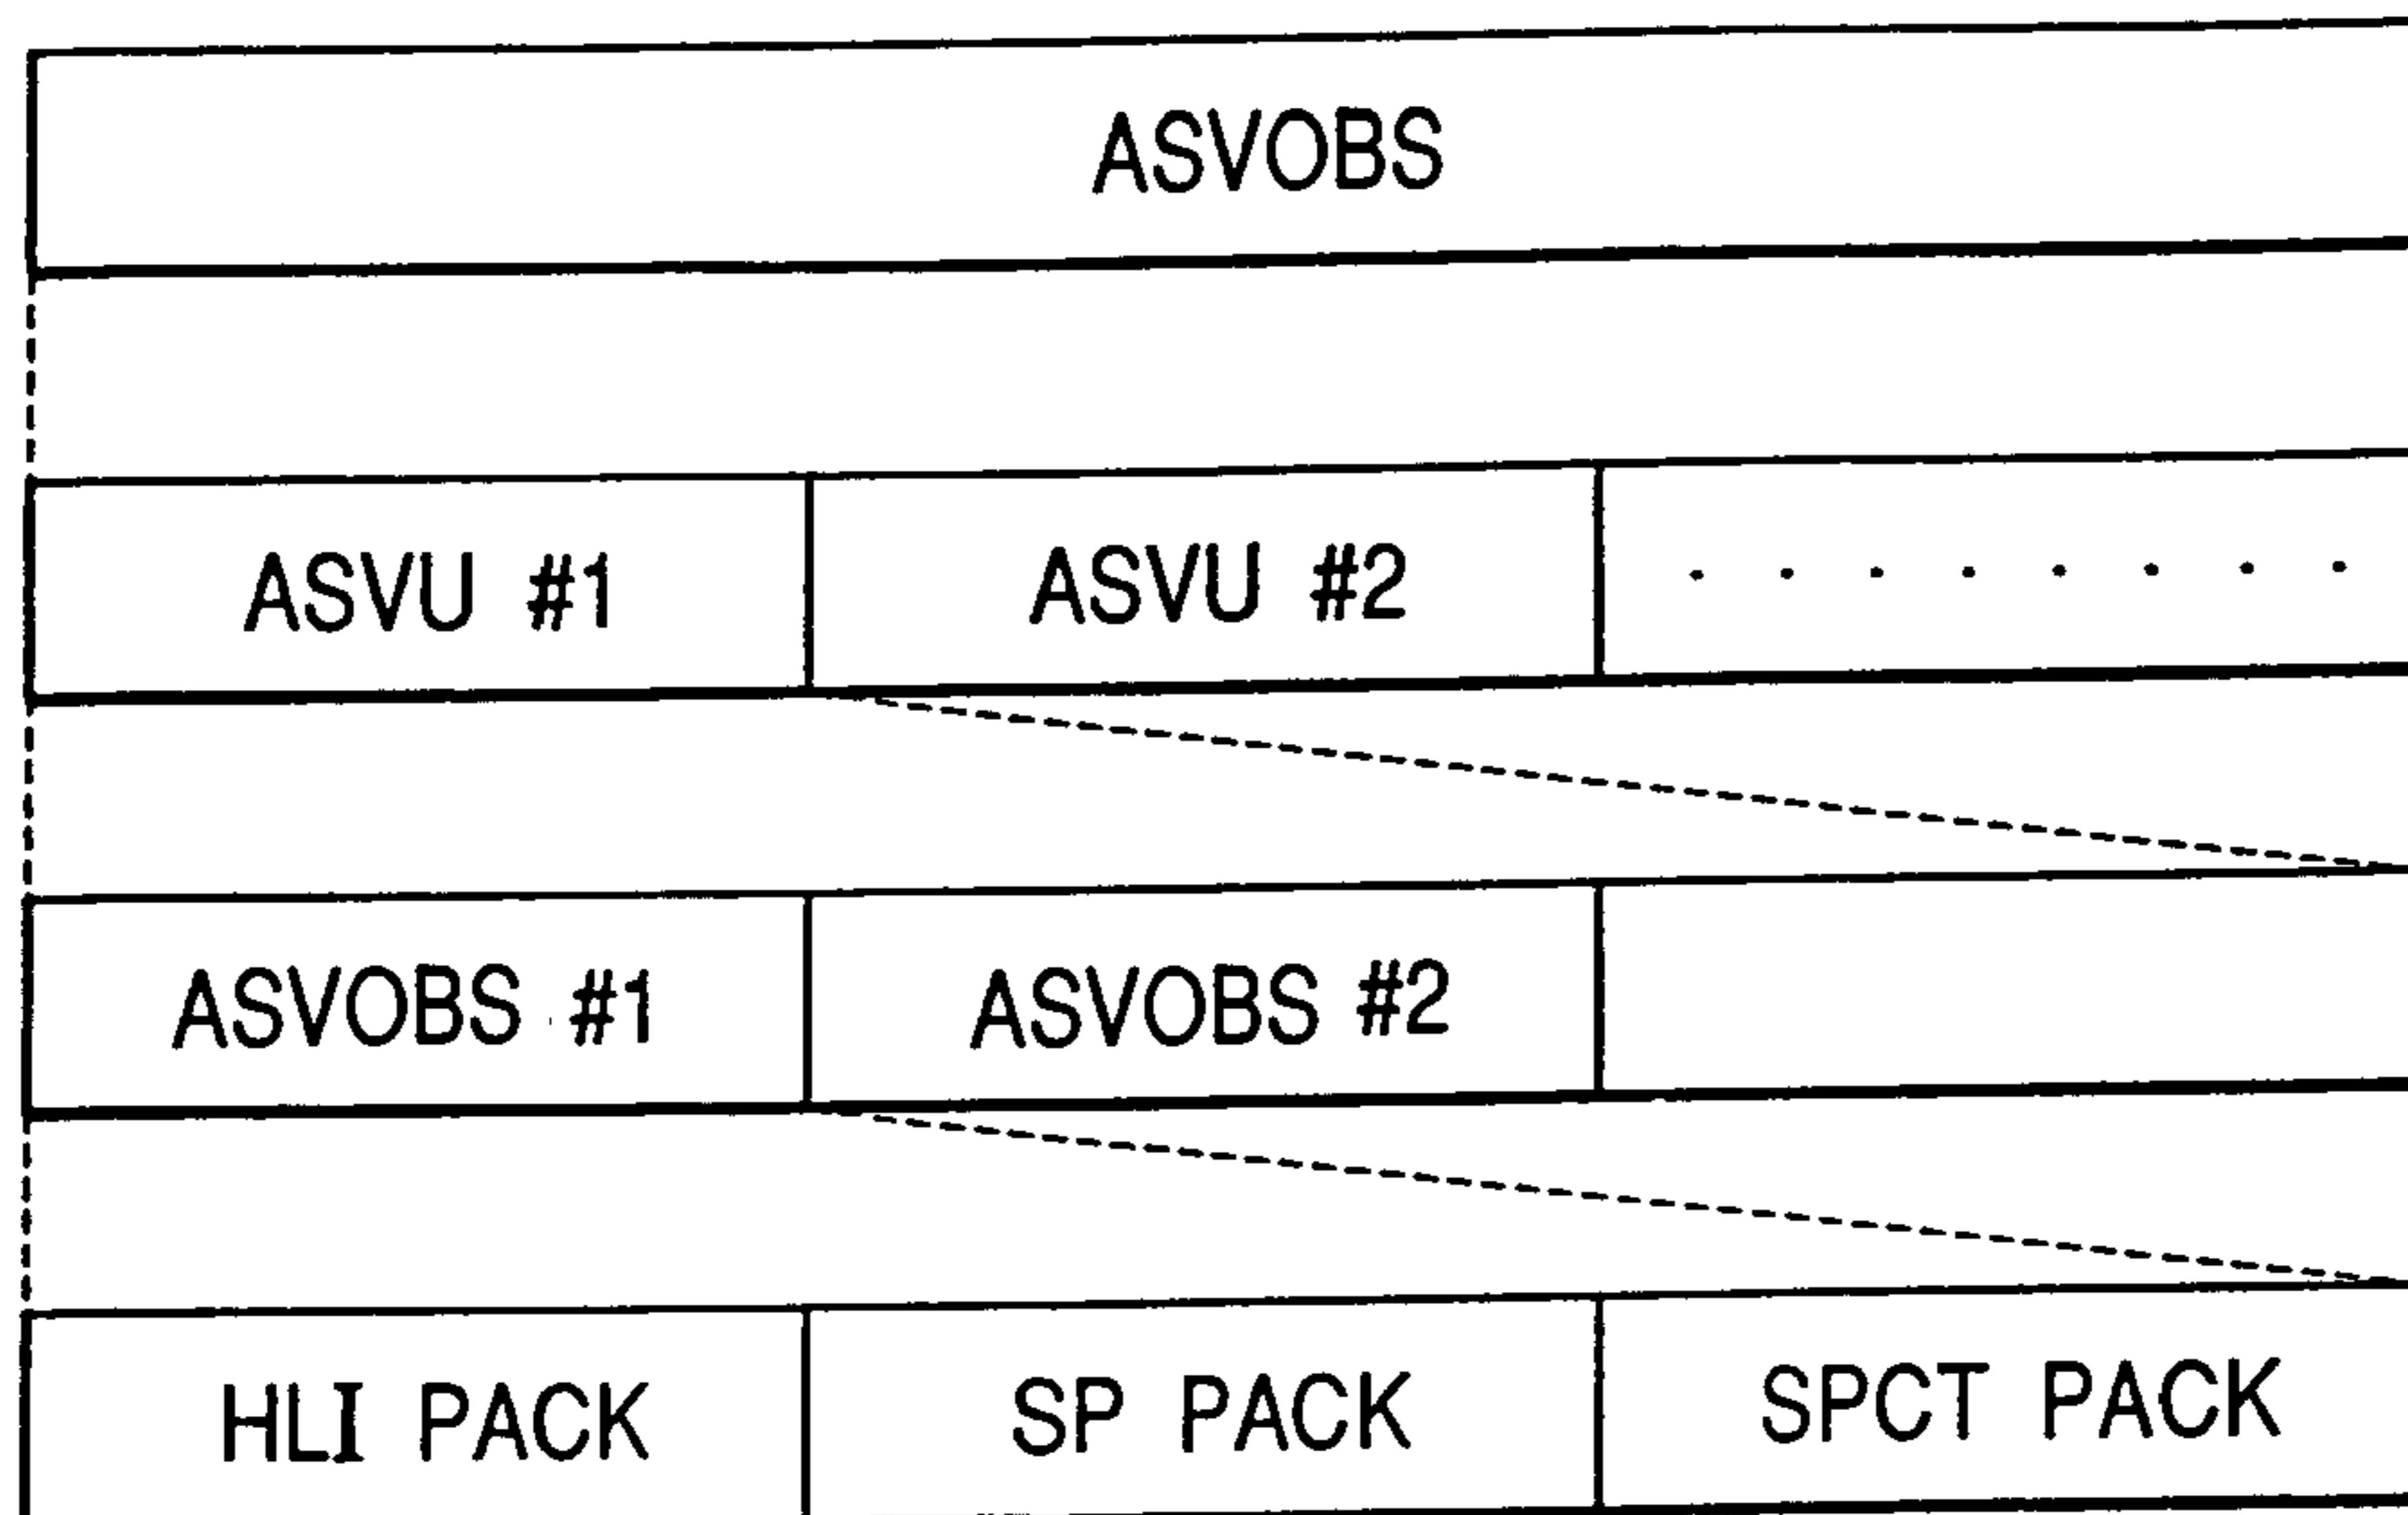 ASVOBS
ASVU #1 ASVU #2 . . . . . . . .
ASVOBS #1 ASVOBS #2
HLI PACK SP PACK SPCT PACK